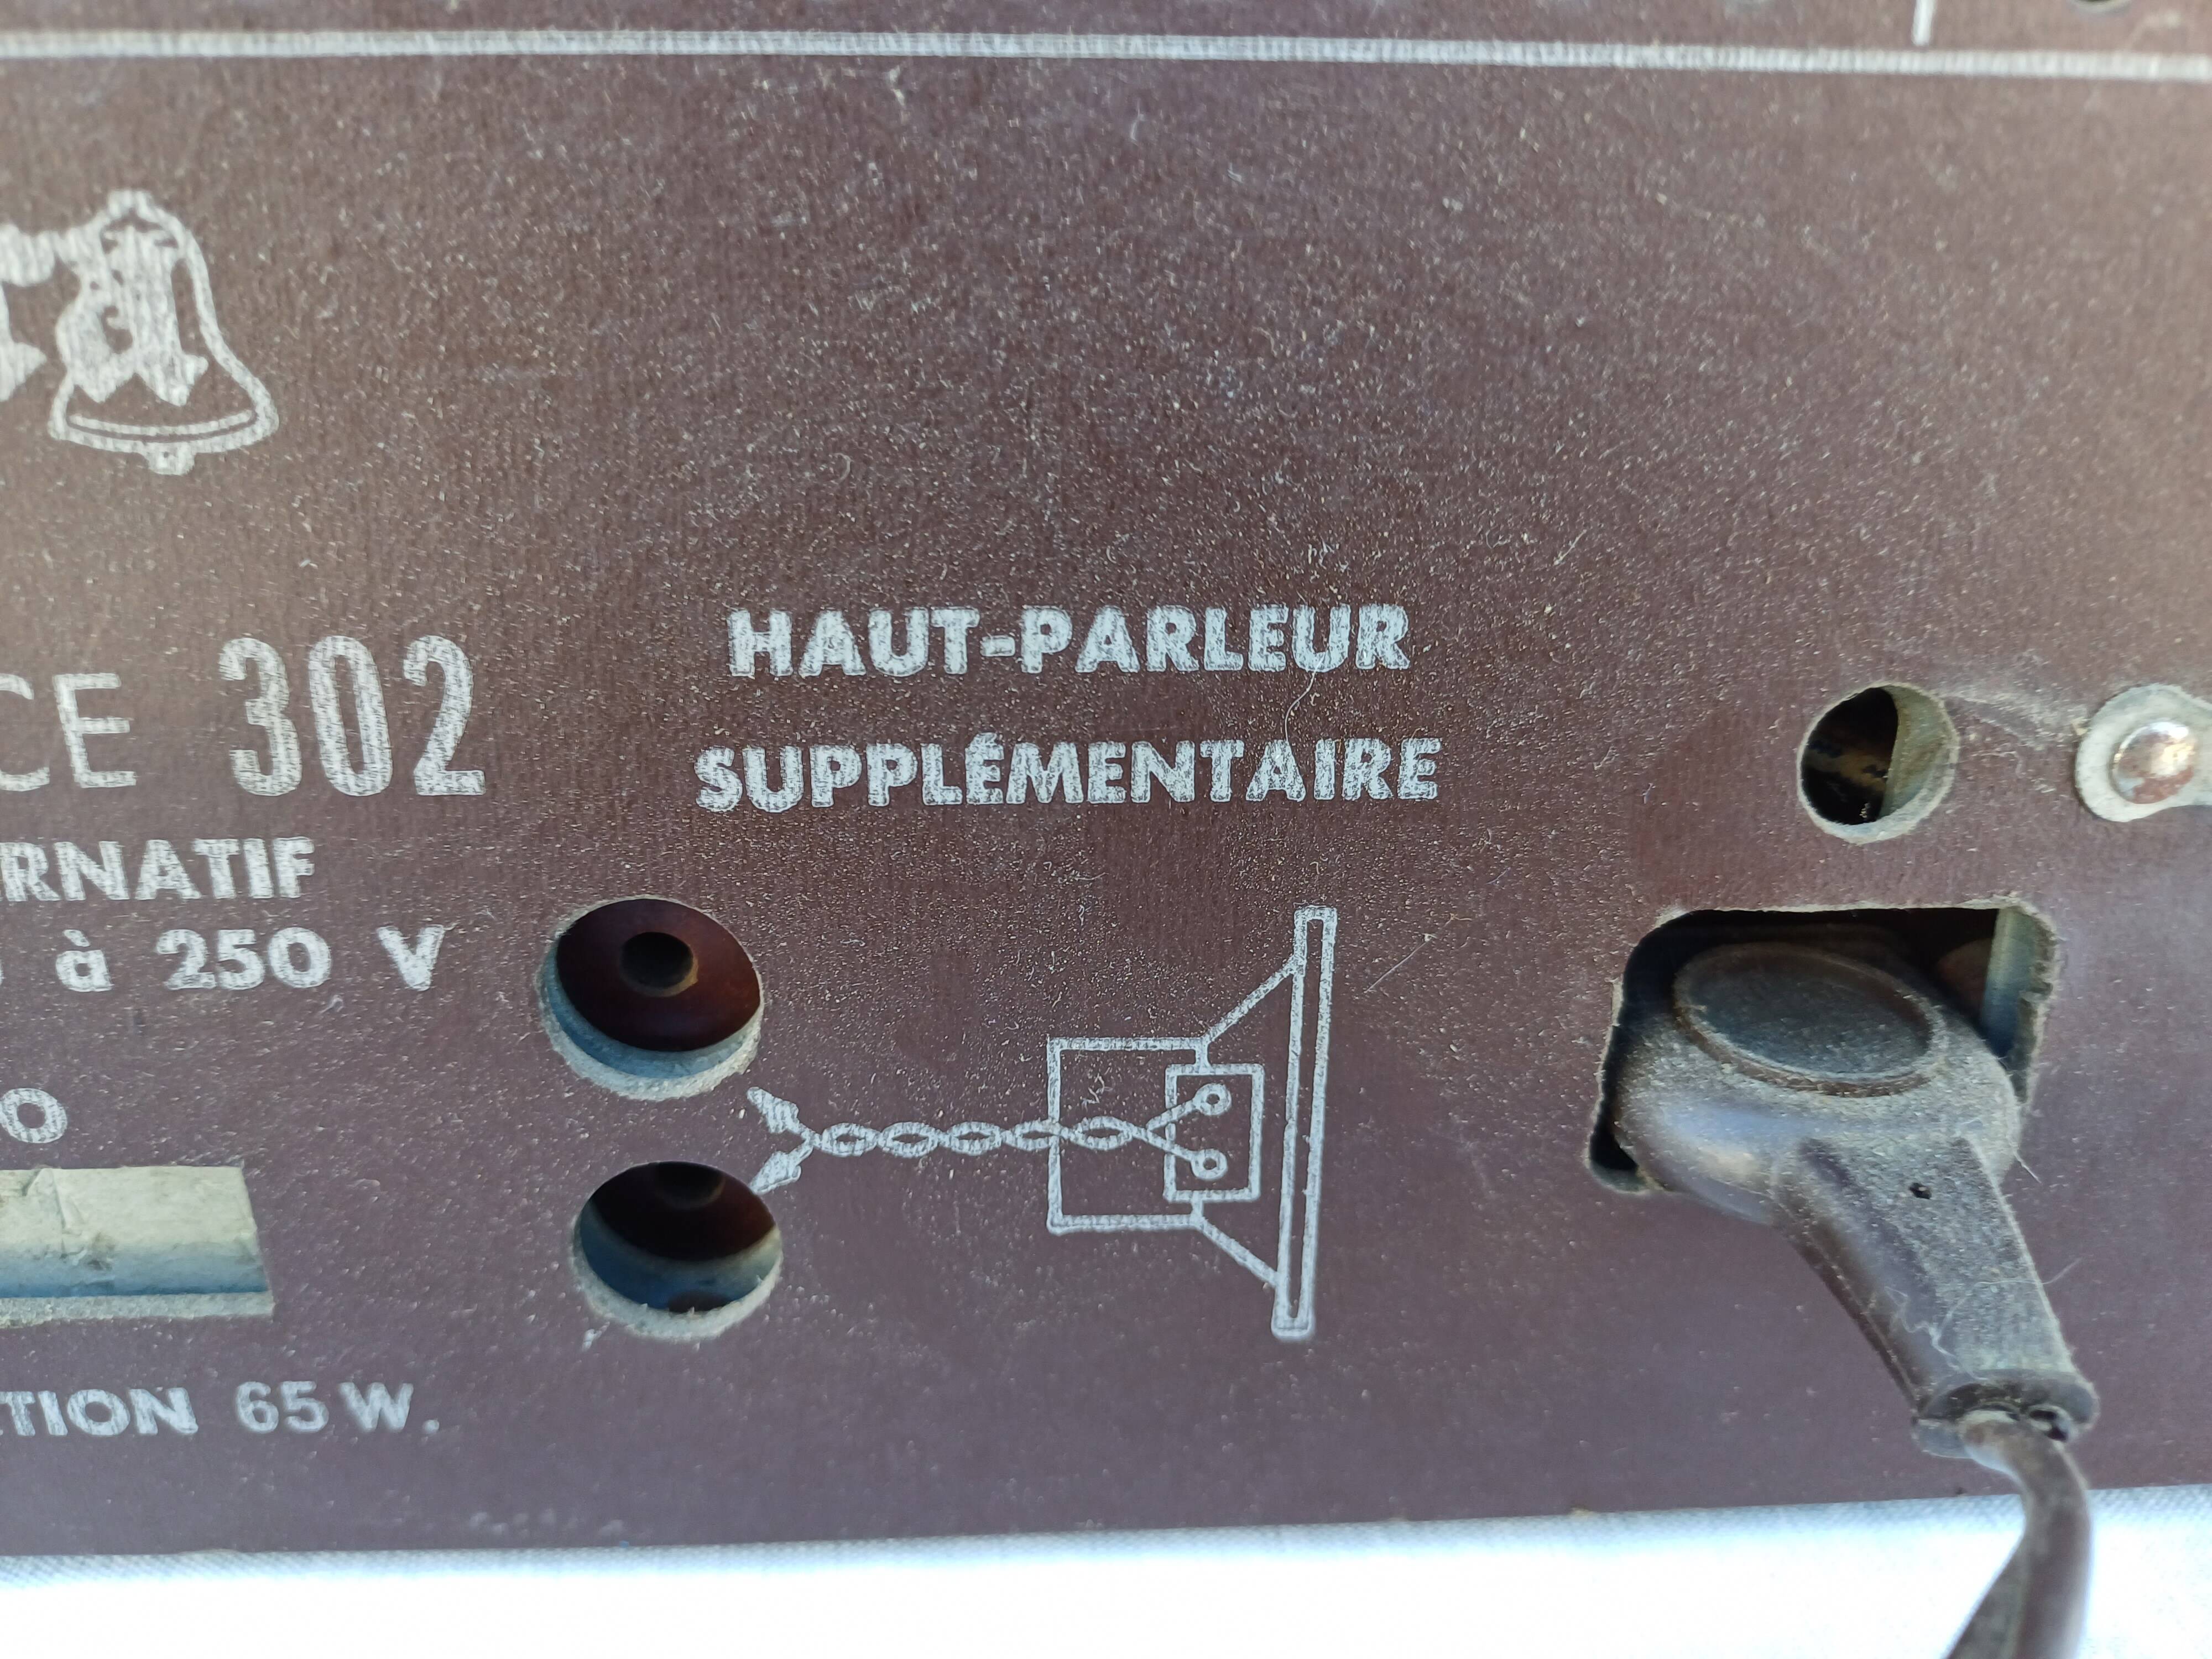 CE 302
HAUT-PARLEUR
SUPPLÉMENTAIRE
RNATIF
à 250 V
TION 65 W.